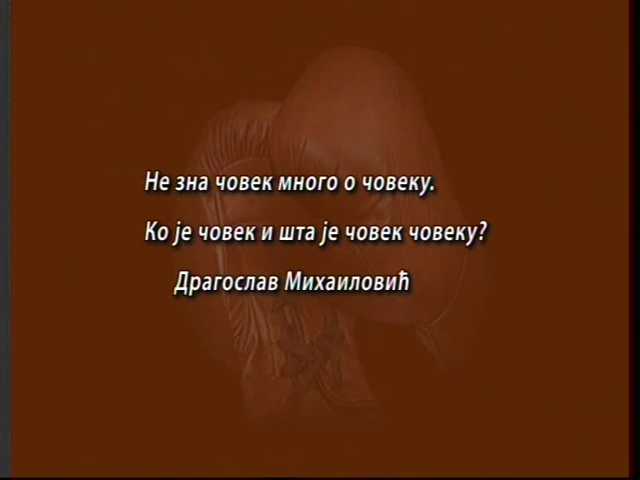 Не зна човек много о човеку.
Ко је човек и шта је човек човеку?
Драгослав Михаиловић